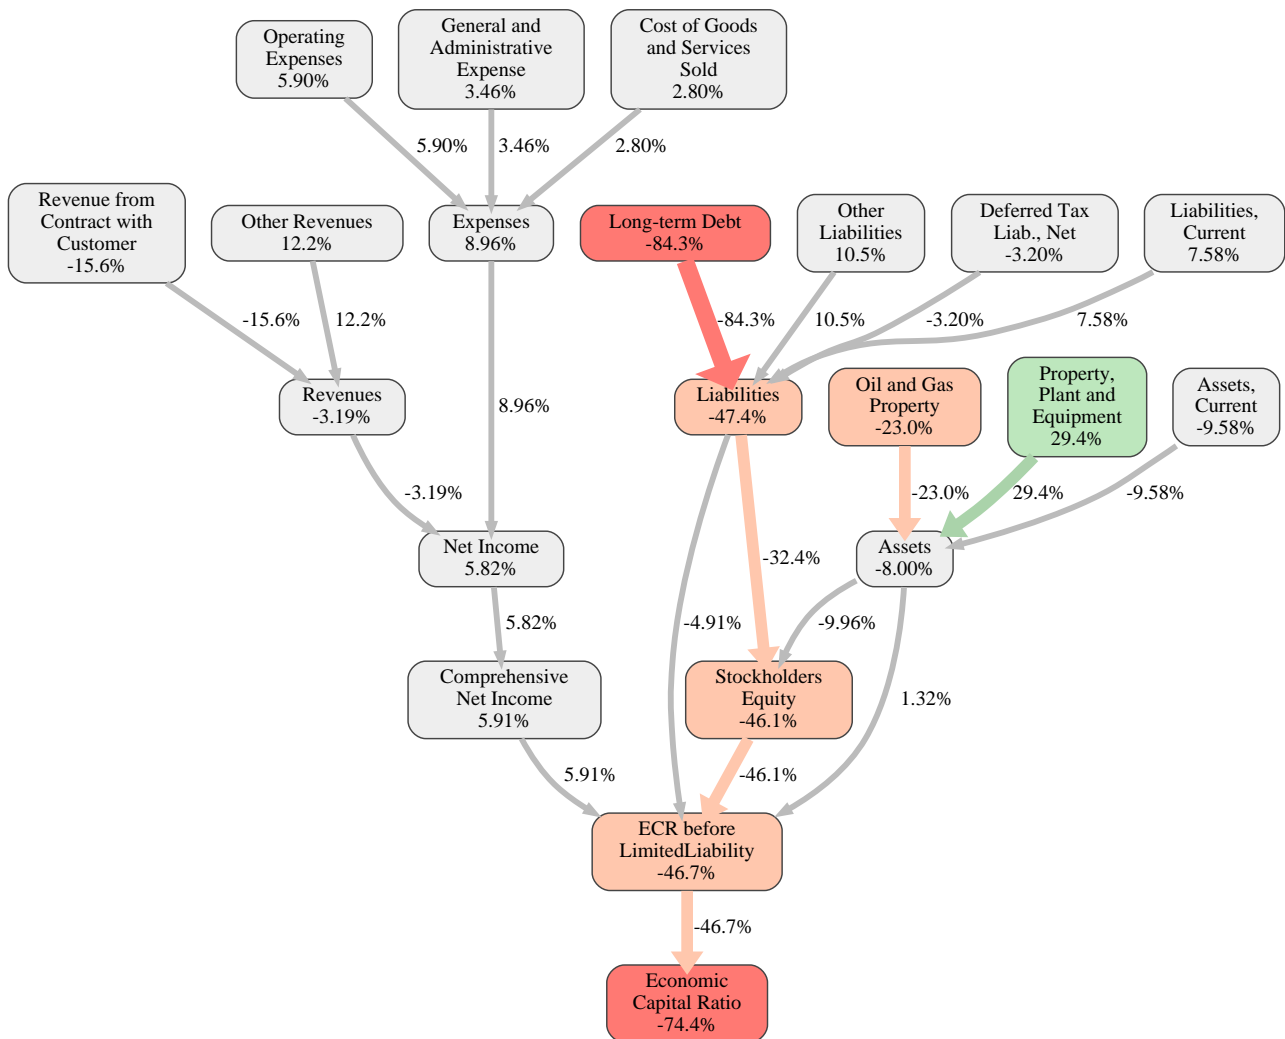 Operating
Expenses
5.90%
General and
Administrative
Expense
3.46%
Cost of Goods
and Services
Sold
2.80%
5.90%
3.46%
2.80%
Revenue from
Contract with
Customer
-15.6%
Other Revenues
12.2%
Expenses
8.96%
Long-term Debt
-84.3%
Other
Liabilities
10.5%
Deferred Tax
Liab., Net
-3.20%
Liabilities,
Current
7.58%
-15.6%
12.2%
-84.3%
10.5%
-3.20%
7.58%
Revenues
-3.19%
8.96%
Liabilities
-47.4%
Oil and Gas
Property
-23.0%
Property,
Plant and
Equipment
29.4%
Assets,
Current
-9.58%
-3.19%
-23.0%
29.4%
-9.58%
Net Income
5.82%
-32.4%
Assets
-8.00%
5.82%
-4.91%
-9.96%
Comprehensive
Net Income
5.91%
Stockholders
Equity
-46.1%
1.32%
5.91%
-46.1%
ECR before
LimitedLiability
-46.7%
-46.7%
Economic
Capital Ratio
-74.4%